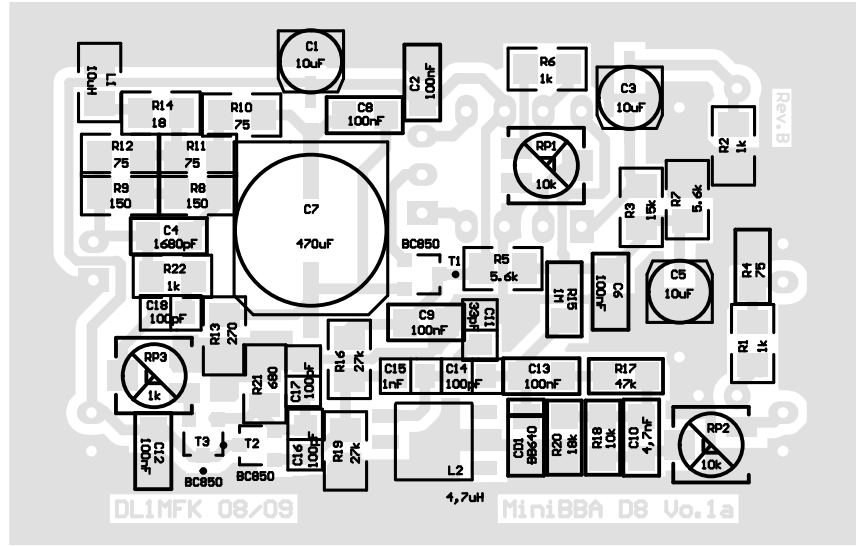 C1
10uF
L1
10uH
C2
100nF
R6
1k
C3
10uF
Rev.B
R14
18
R10
75
C8
100nF
R2
1k
R12
75
R11
75
RP1
10k
R9
150
R8
150
R3
15k
R7
5.6k
C7
470uF
C4
1680pF
BC850
T1
R5
5.6k
R22
1k
R15
1M
C6
100nF
C5
10uF
R4
75
C18
100pF
R13
270
C9
100nF
C11
33pF
R1
1k
RP3
1k
R16
27k
R21
680
C17
100pF
C15
1nF
C14
100pF
C13
100nF
R17
47k
C12
100nF
T3
T2
C16
100pF
R19
27k
L2
CD1
BB640
R20
18k
R18
10k
C10
4,7nF
RP2
10k
BC850
BC850
4,7uH
DL1MFK 08/09
MiniBBA D8 Vo.1a